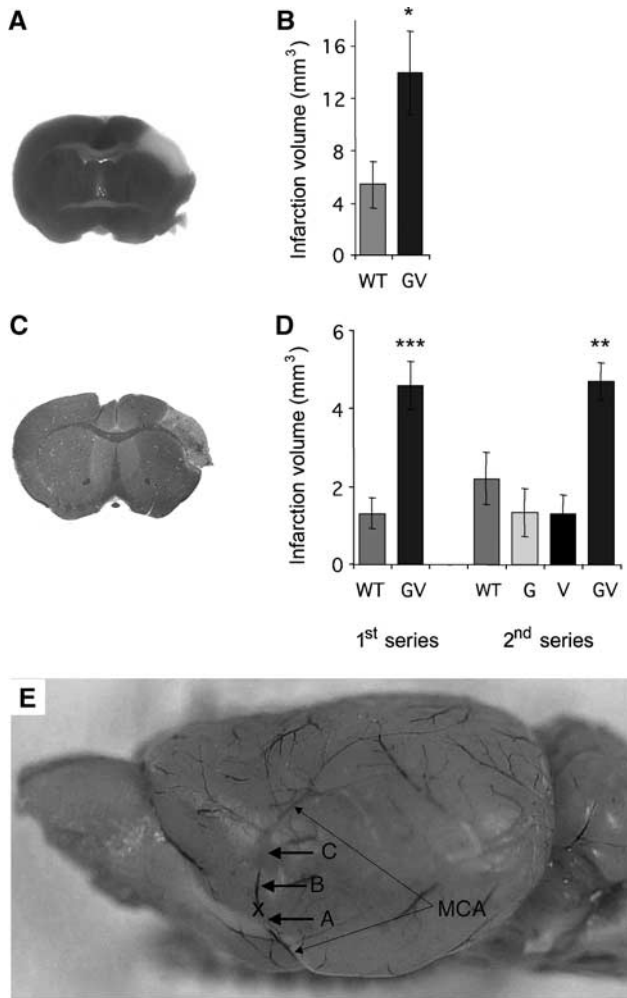 A
B
Infarction volume (mm³)
16
12
8
4
0
*
WT GV
C
D
Infarction volume (mm³)
6
4
2
0
***
**
WT GV WT G V GV
1st series 2nd series
E
C
B
X
A
MCA